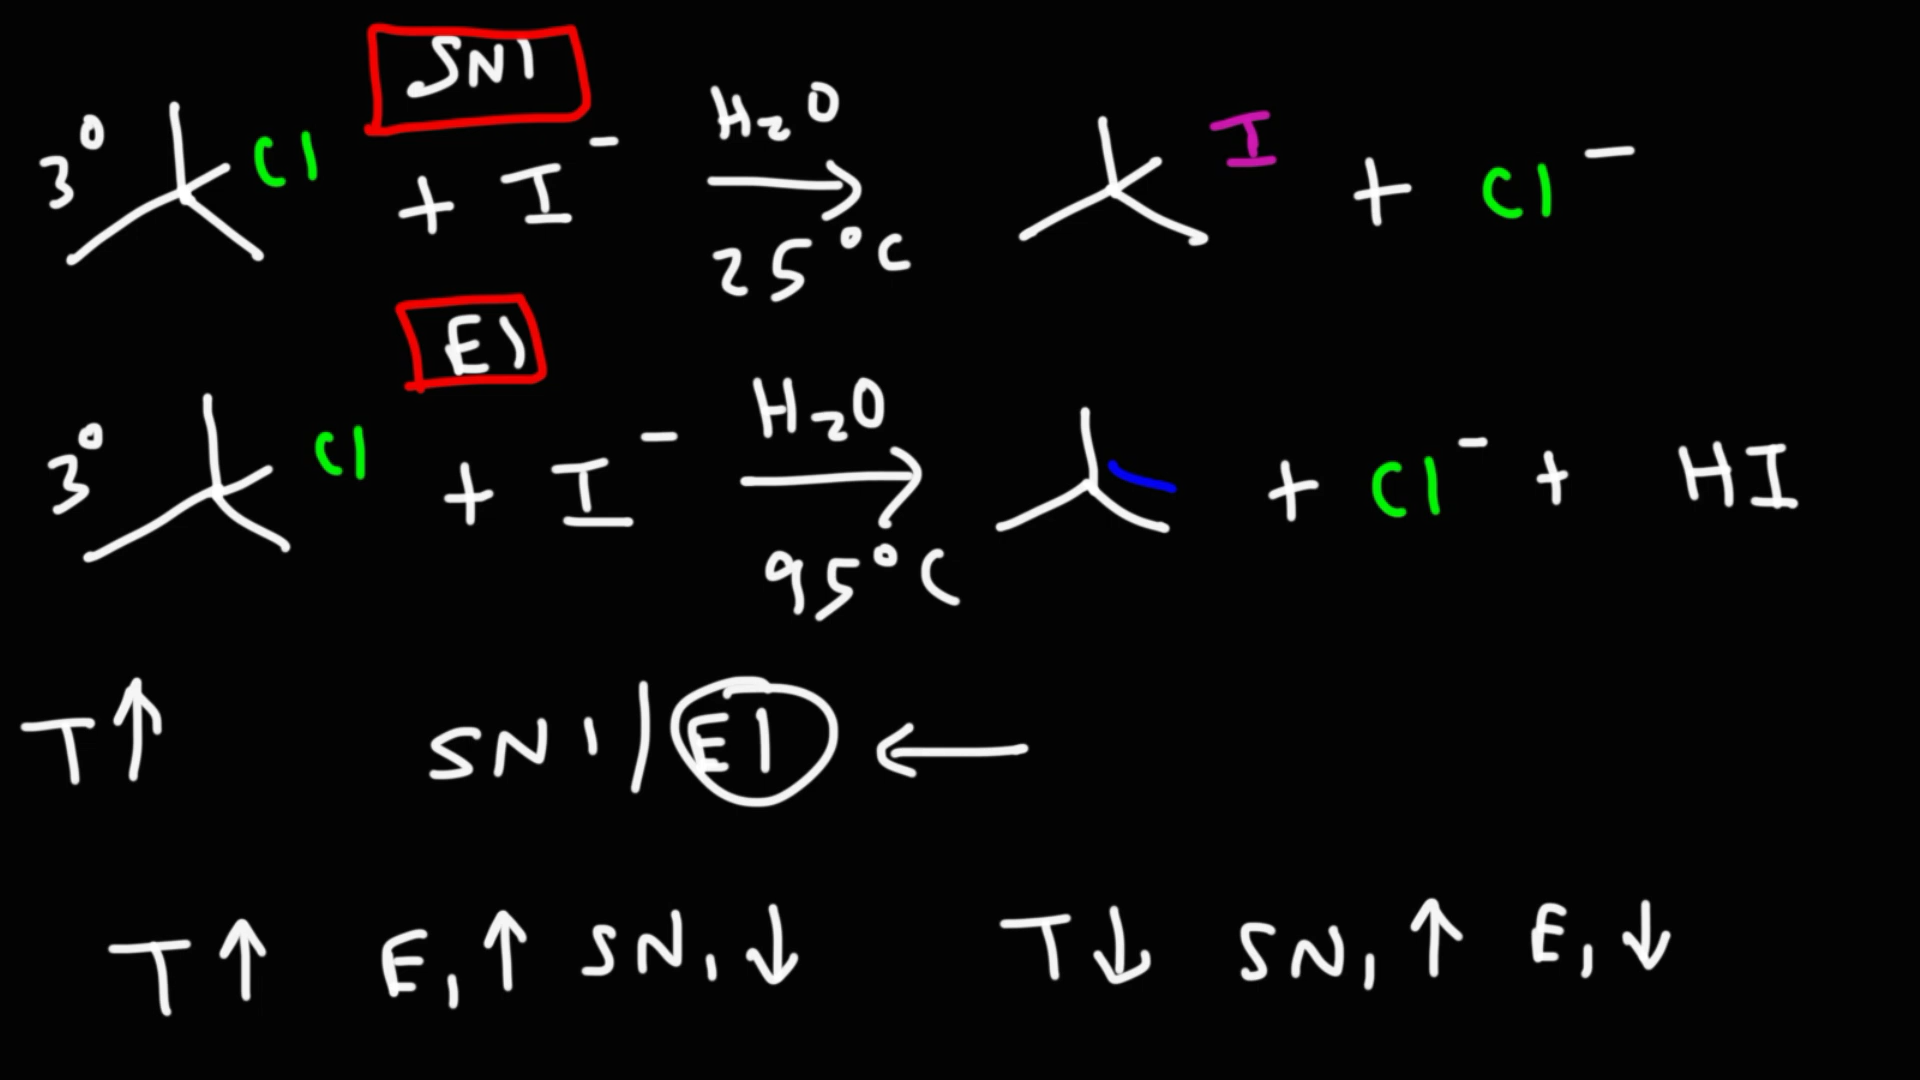 SN1
3° Cl + I⁻ H₂O 25°C I + Cl⁻
E1
3° Cl + I⁻ H₂O 95°C + Cl⁻ + HI
T↑ SN1/E1 ←
T↑ E₁↑ SN₁↓ T↓ SN₁↑ E₁↓